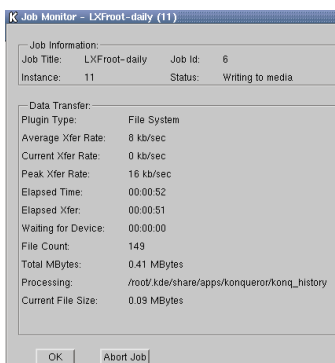 K Job Monitor - LXFroot-daily (11)
Job Information:
Job Title: LXFroot-daily Job Id: 6
Instance: 11 Status: Writing to media
Data Transfer:
Plugin Type: File System
Average Xfer Rate: 8 kb/sec
Current Xfer Rate: 0 kb/sec
Peak Xfer Rate: 16 kb/sec
Elapsed Time: 00:00:52
Elapsed Xfer: 00:00:51
Waiting for Device: 00:00:00
File Count: 149
Total MBytes: 0.41 MBytes
Processing: /root/.kde/share/apps/konqueror/konq_history
Current File Size: 0.09 MBytes
OK Abort Job